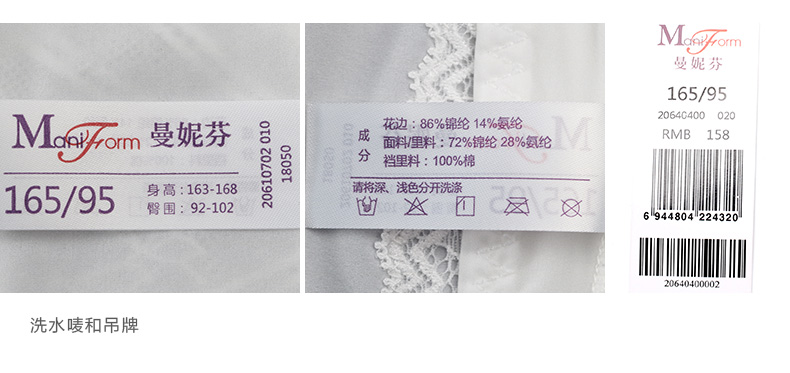 ManiForm 曼妮芬
165/95
身高:163-168
臀围:92-102
20610702 010
18050
成分
花边:86%锦纶 14%氨纶
面料/里料:72%锦纶 28%氨纶
裆里料:100%棉
请将深、浅色分开洗涤
ManiForm
曼妮芬
165/95
20640400 020
RMB 158
6 944804 224320
20640400002
洗水唛和吊牌